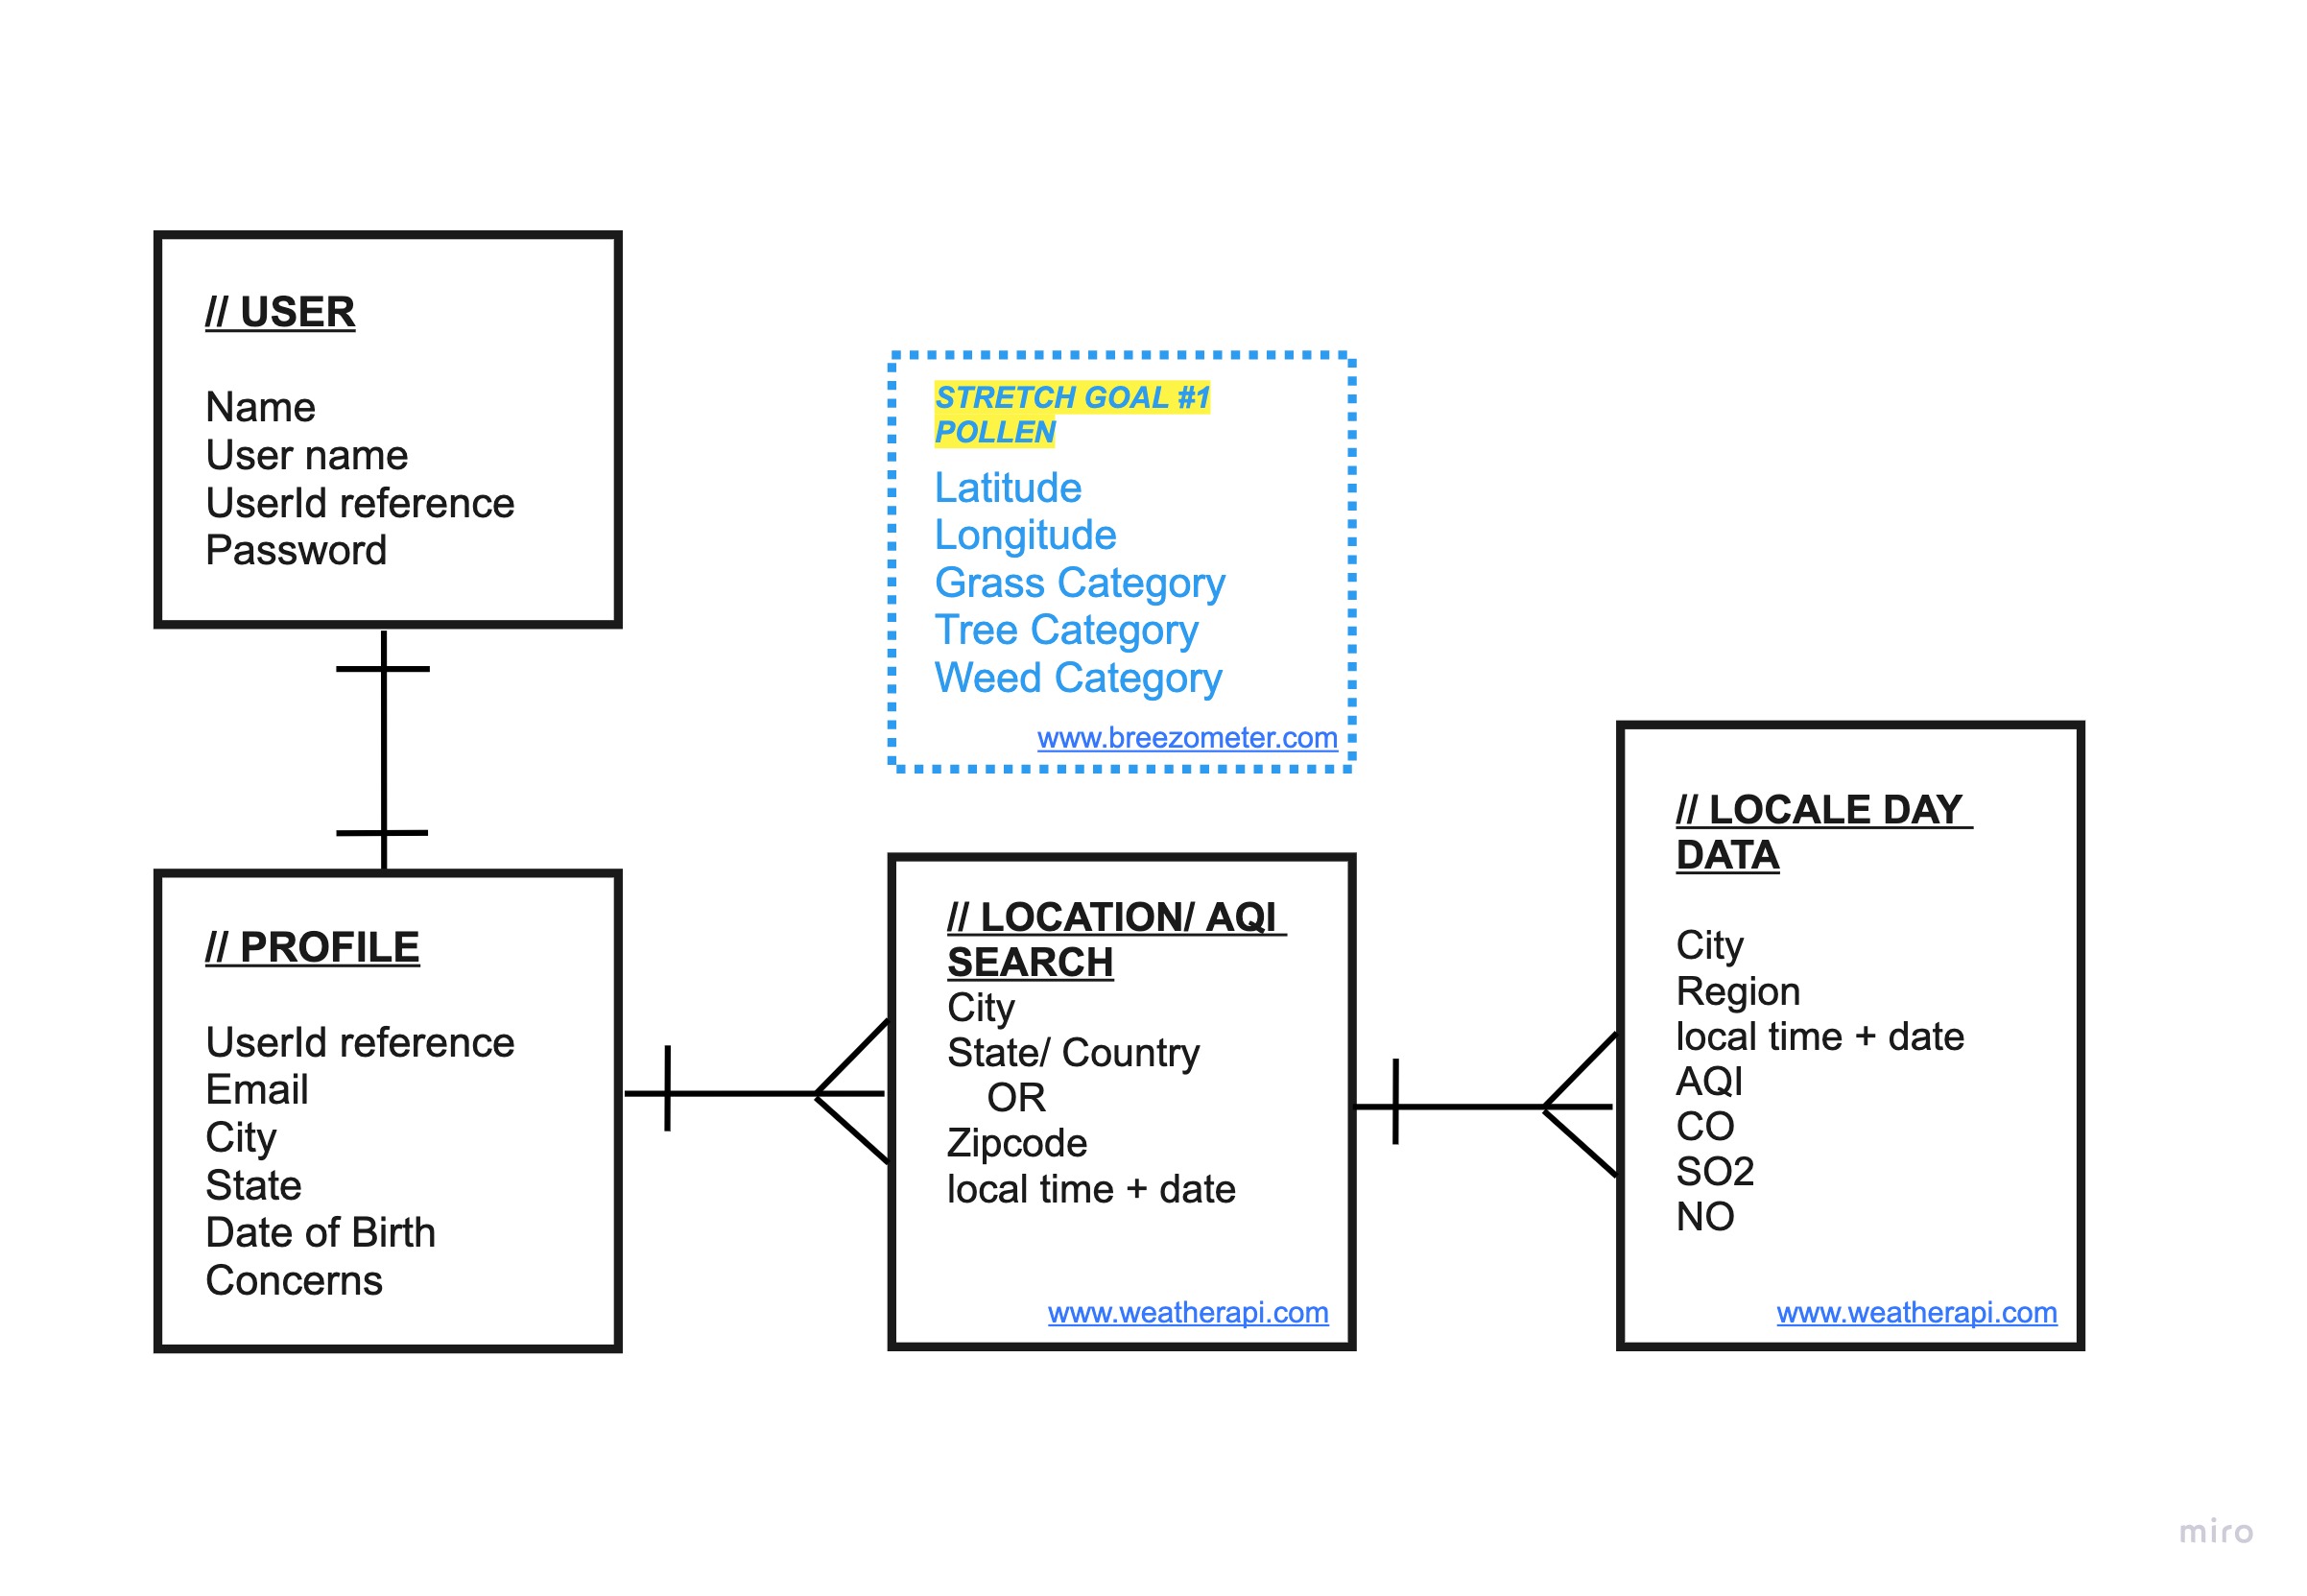 // USER
Name
User name
UserId reference
Password
STRETCH GOAL #1
POLLEN
Latitude
Longitude
Grass Category
Tree Category
Weed Category
www.breezometer.com
// PROFILE
UserId reference
Email
City
State
Date of Birth
Concerns
// LOCATION/ AQI
SEARCH
City
State/ Country
OR
Zipcode
local time + date
www.weatherapi.com
// LOCALE DAY
DATA
City
Region
local time + date
AQI
CO
SO2
NO
www.weatherapi.com
miro